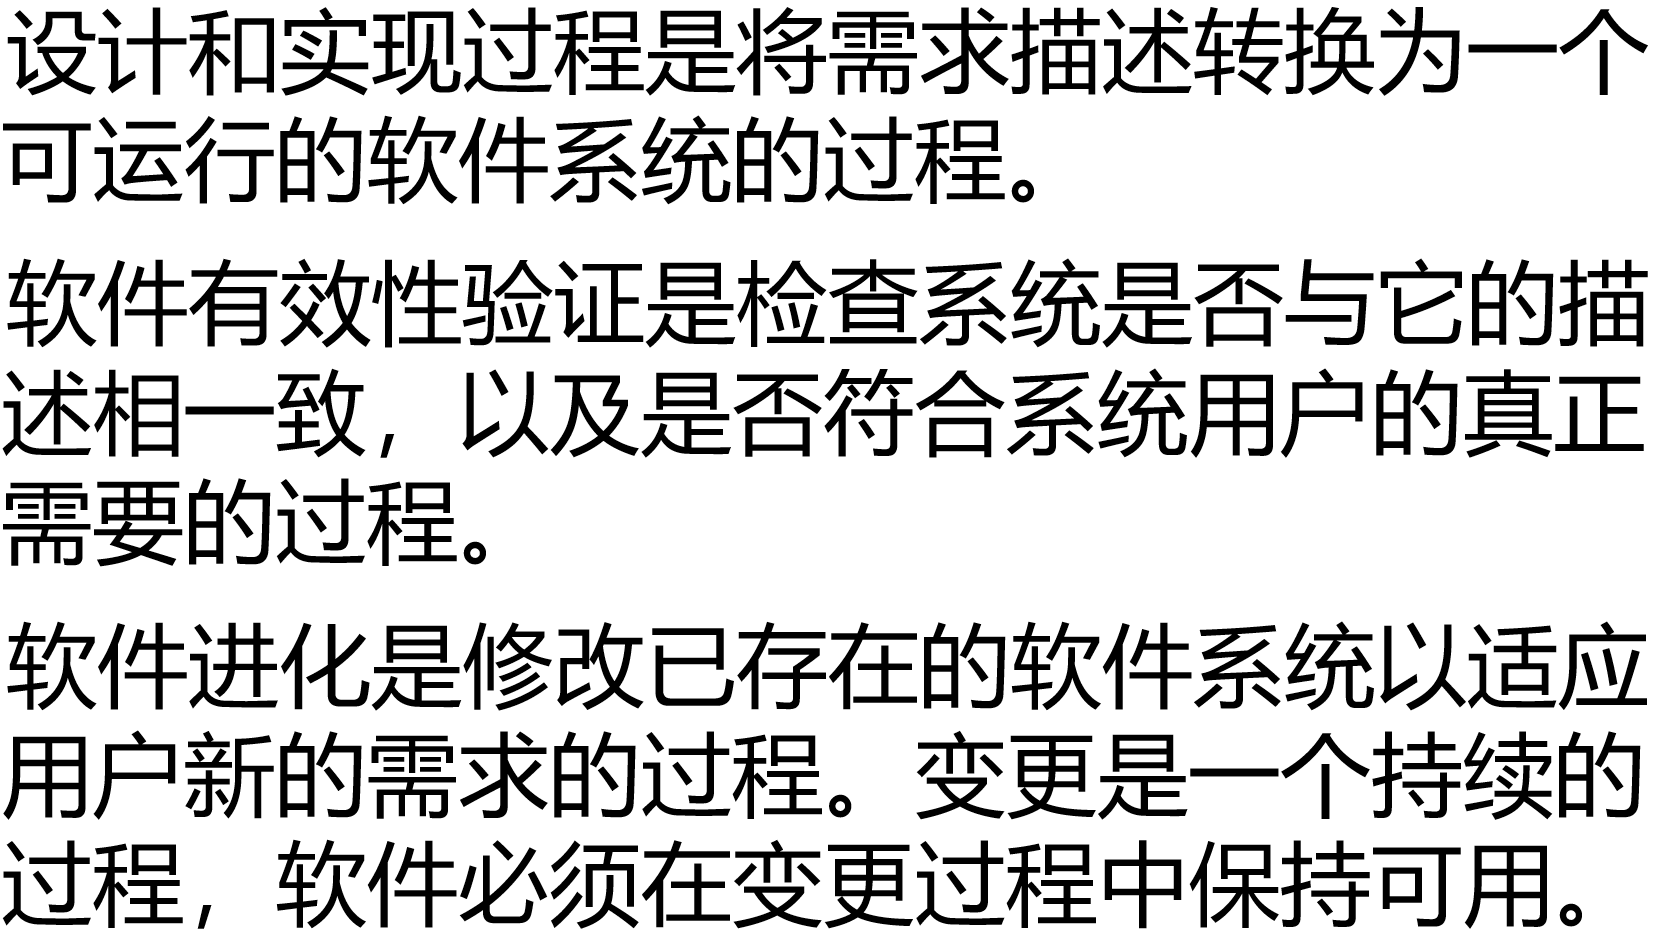 设计和实现过程是将需求描述转换为一个
可运行的软件系统的过程。
软件有效性验证是检查系统是否与它的描
述相一致，以及是否符合系统用户的真正
需要的过程。
软件进化是修改已存在的软件系统以适应
用户新的需求的过程。变更是一个持续的
过程，软件必须在变更过程中保持可用。